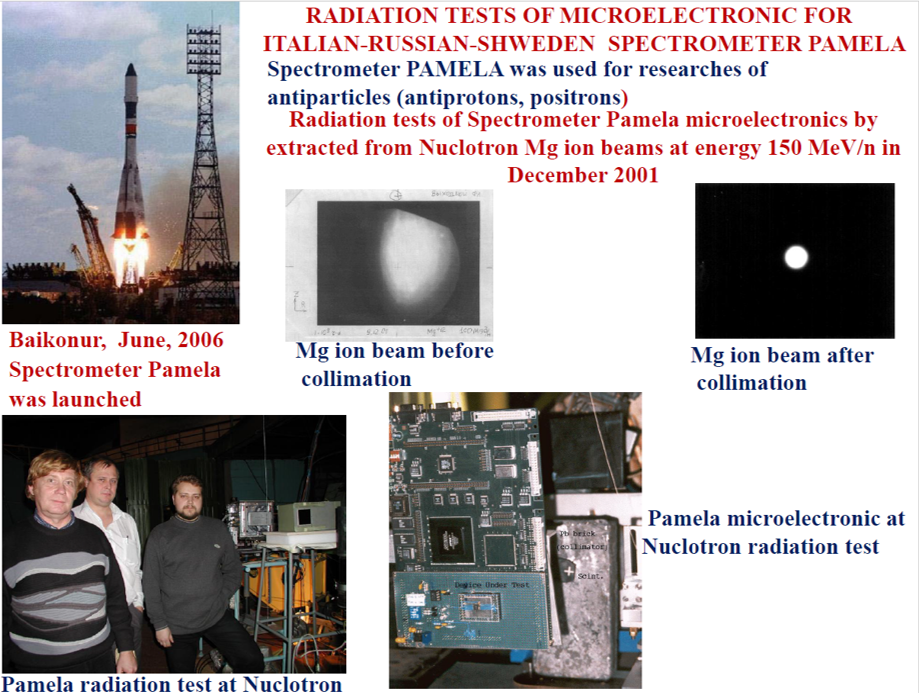 RADIATION TESTS OF MICROELECTRONIC FOR
ITALIAN-RUSSIAN-SHWEDEN SPECTROMETER PAMELA
Spectrometer PAMELA was used for researches of
antiparticles (antiprotons, positrons)
Radiation tests of Spectrometer Pamela microelectronics by
extracted from Nuclotron Mg ion beams at energy 150 MeV/n in
December 2001
Mg ion beam before
collimation
Mg ion beam after
collimation
Baikonur, June, 2006
Spectrometer Pamela
was launched
Pb brick
(collimator)
Scint.
Device Under Test
Pamela microelectronic at
Nuclotron radiation test
Pamela radiation test at Nuclotron